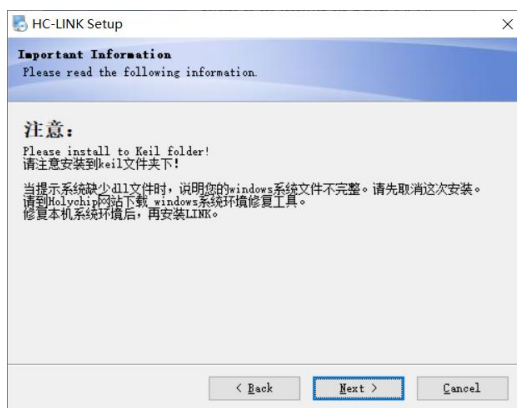 HC-LINK Setup
Important Information
Please read the following information.
注意：
Please install to Keil folder!
请注意安装到keil文件夹下!
当提示系统缺少dll文件时，说明您的windows系统文件不完整。请先取消这次安装。
请到Holychip网站下载 windows系统环境修复工具。
修复本机系统环境后，再安装LINK。
< Back
Next >
Cancel